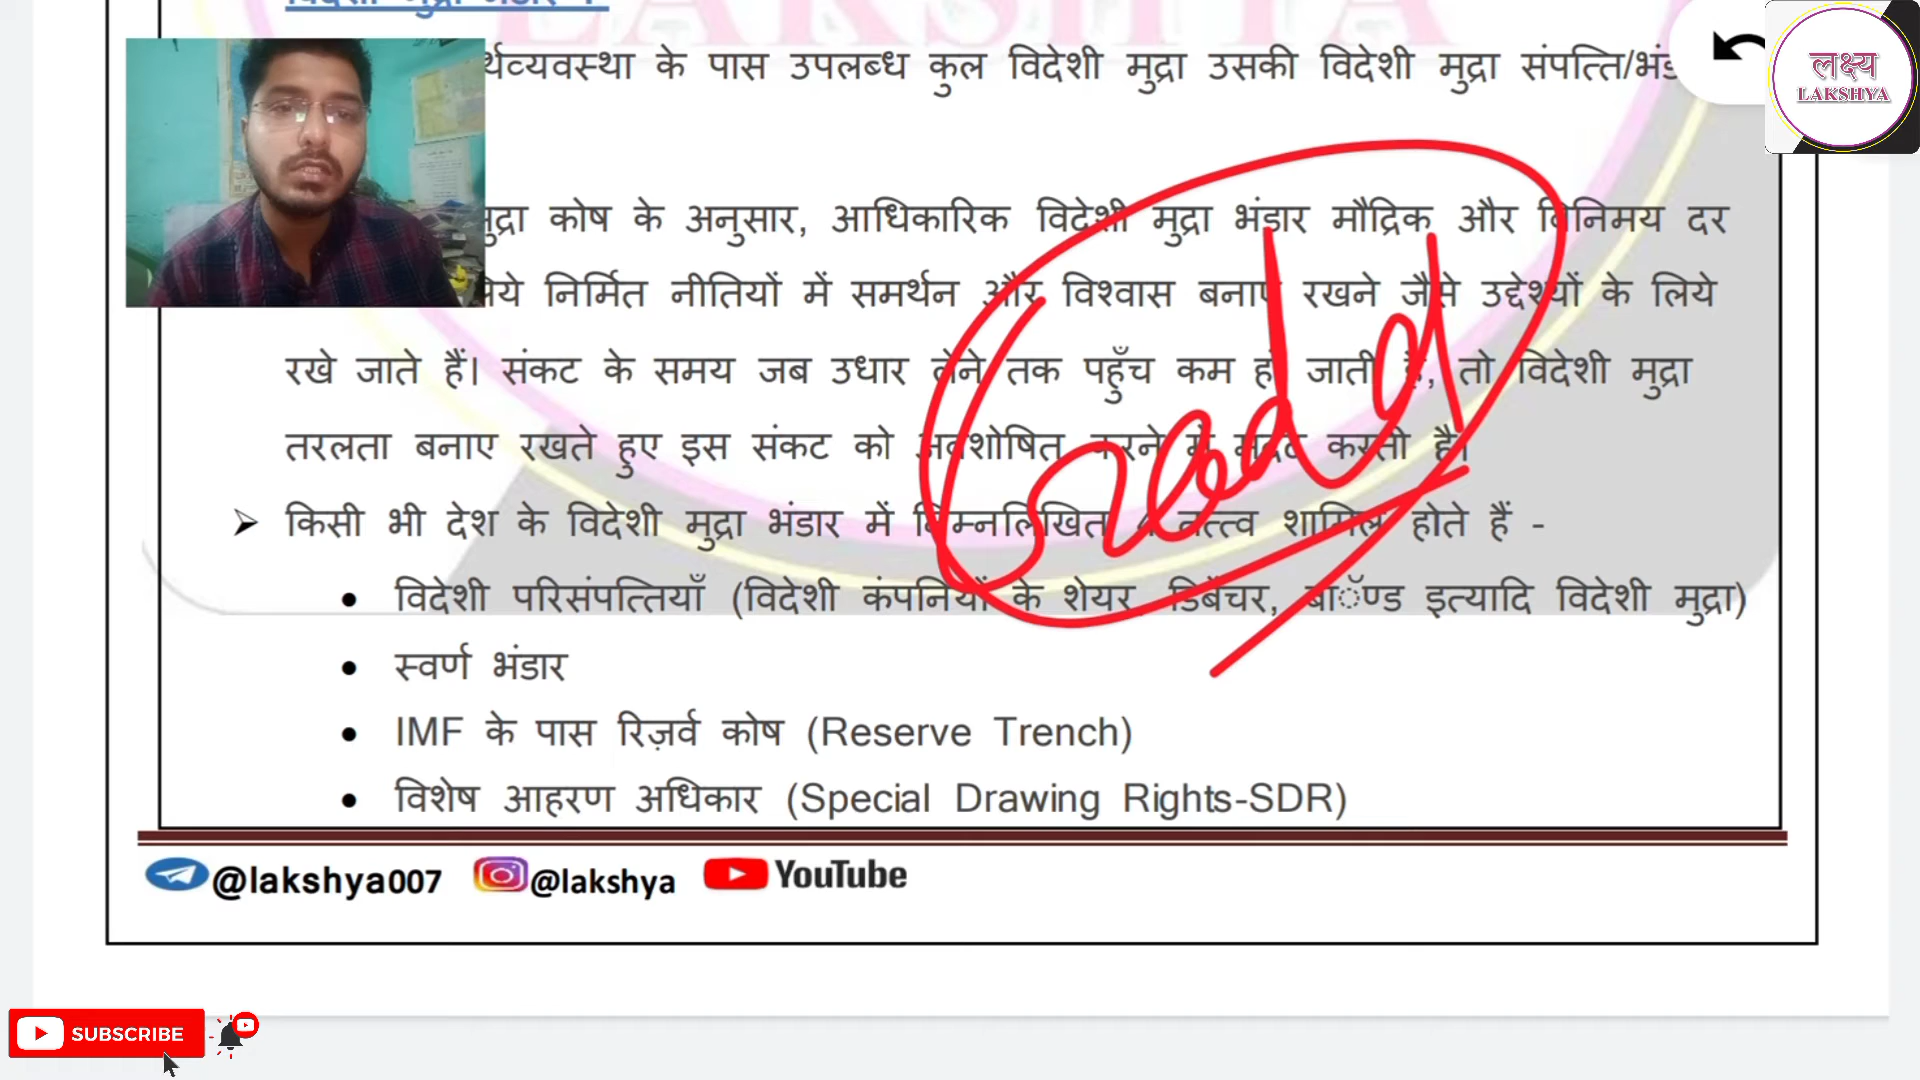 विदेशी मुद्रा भंडार :-
र्थव्यवस्था के पास उपलब्ध कुल विदेशी मुद्रा उसकी विदेशी मुद्रा संपत्ति/भं
लक्ष्य
LAKSHYA
मुद्रा कोष के अनुसार, आधिकारिक विदेशी मुद्रा भंडार मौद्रिक और विनिमय दर
लिये निर्मित नीतियों में समर्थन और विश्वास बनाए रखने जैसे उद्देश्यों के लिये
रखे जाते हैं। संकट के समय जब उधार लेने तक पहुँच कम हो जाती है, तो विदेशी मुद्रा
तरलता बनाए रखते हुए इस संकट को अवशोषित करने में मदद करती है।
➢ किसी भी देश के विदेशी मुद्रा भंडार में निम्नलिखित 4 तत्त्व शामिल होते हैं -
• विदेशी परिसंपत्तियाँ (विदेशी कंपनियों के शेयर, डिबेंचर, बाॅण्ड इत्यादि विदेशी मुद्रा)
• स्वर्ण भंडार
• IMF के पास रिज़र्व कोष (Reserve Trench)
• विशेष आहरण अधिकार (Special Drawing Rights-SDR)
@lakshya007 @lakshya YouTube
SUBSCRIBE